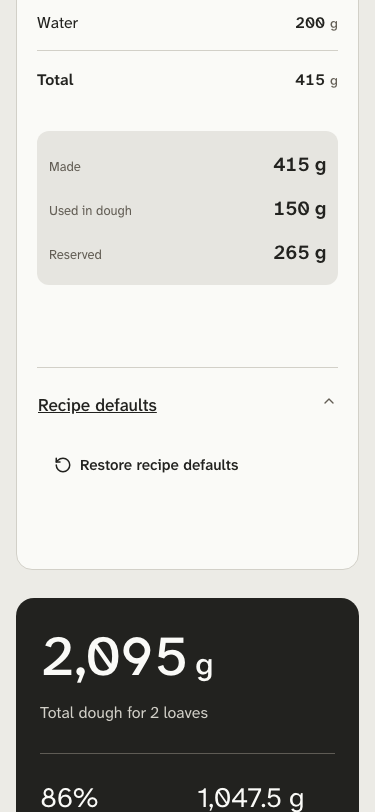 Water 200 g
Total 415 g
Made 415 g
Used in dough 150 g
Reserved 265 g
Recipe defaults
Restore recipe defaults
2,095 g
Total dough for 2 loaves
86% 1,047.5 g